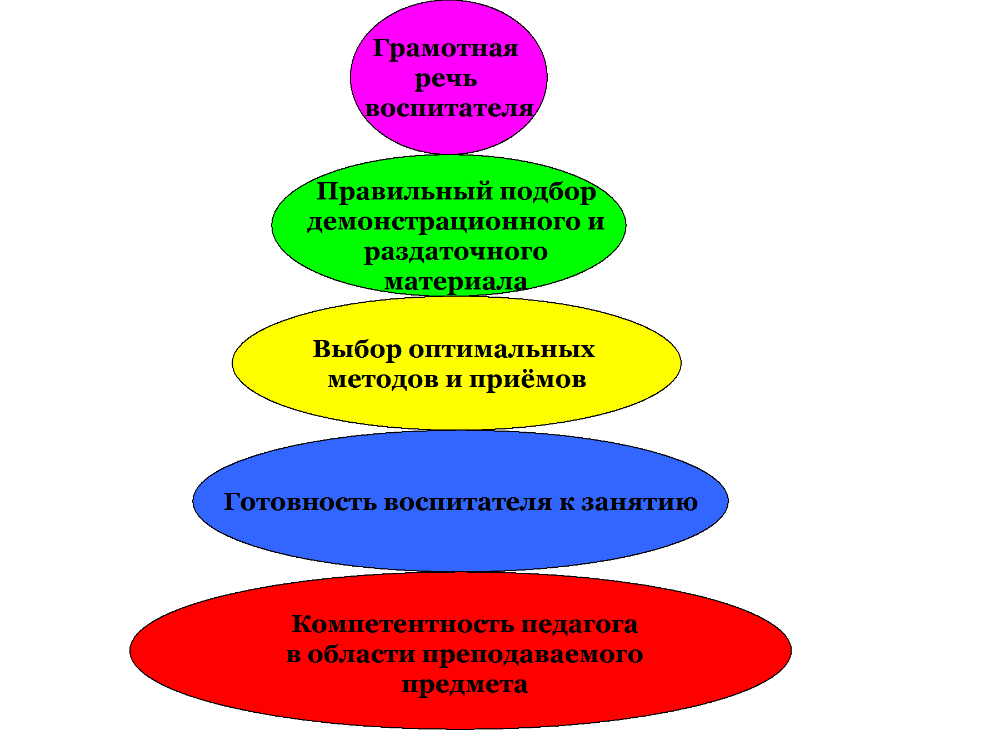 Грамотная
речь
воспитателя
Правильный подбор
демонстрационного и
раздаточного
материала
Выбор оптимальных
методов и приёмов
Готовность воспитателя к занятию
Компетентность педагога
в области преподаваемого
предмета